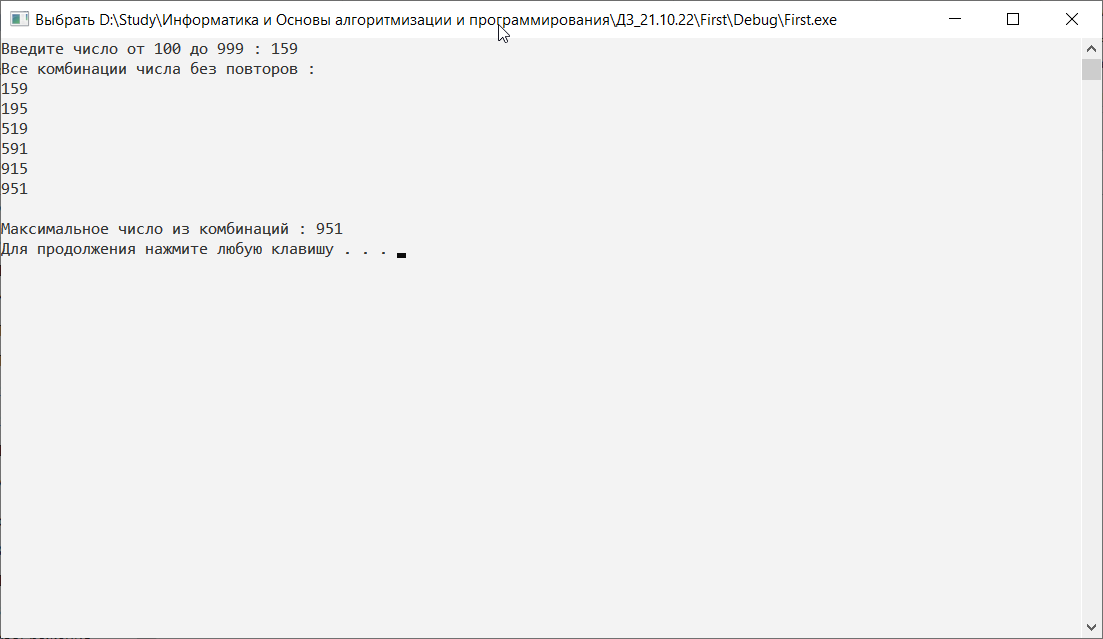 Выбрать D:\Study\Информатика и Основы алгоритмизации и программирования\ДЗ_21.10.22\First\Debug\First.exe
Введите число от 100 до 999 : 159
Все комбинации числа без повторов :
159
195
519
591
915
951
Максимальное число из комбинаций : 951
Для продолжения нажмите любую клавишу . . .